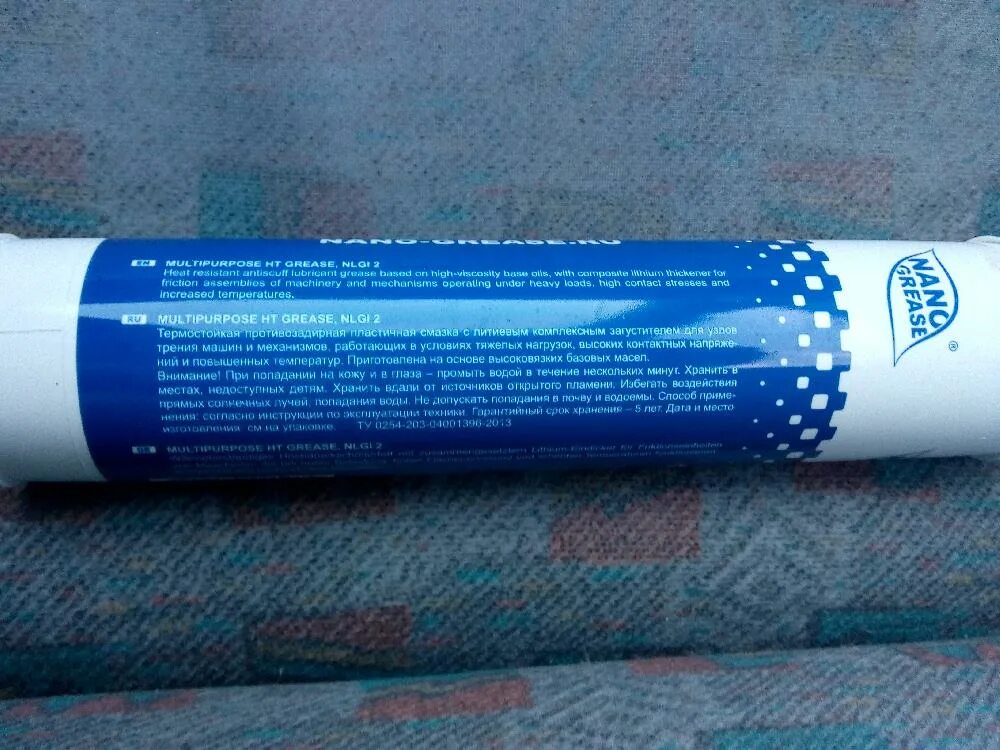 NANO-GREASE.RU
EN MULTIPURPOSE HT GREASE, NLGI 2
Heat resistant antiscuff lubricant grease based on high-viscosity base oils, with composite lithium thickener for
friction assemblies of machinery and mechanisms operating under heavy loads, high contact stresses and
increased temperatures.
RU MULTIPURPOSE HT GREASE, NLGI 2
Термостойкая противозадирная пластичная смазка с литиевым комплексным загустителем для узлов
трения машин и механизмов, работающих в условиях тяжелых нагрузок, высоких контактных напряже-
ний и повышенных температур. Приготовлена на основе высоковязких базовых масел.
Внимание! При попадании на кожу и в глаза – промыть водой в течение нескольких минут. Хранить в
местах, недоступных детям. Хранить вдали от источников открытого пламени. Избегать воздействия
прямых солнечных лучей, попадания воды. Не допускать попадания в почву и водоемы. Способ приме-
нения: согласно инструкции по эксплуатации техники. Гарантийный срок хранения – 5 лет. Дата и место
изготовления см на упаковке. ТУ 0254-203-04001396-2013
DE MULTIPURPOSE HT GREASE, NLGI 2
NANO
GREASE
®